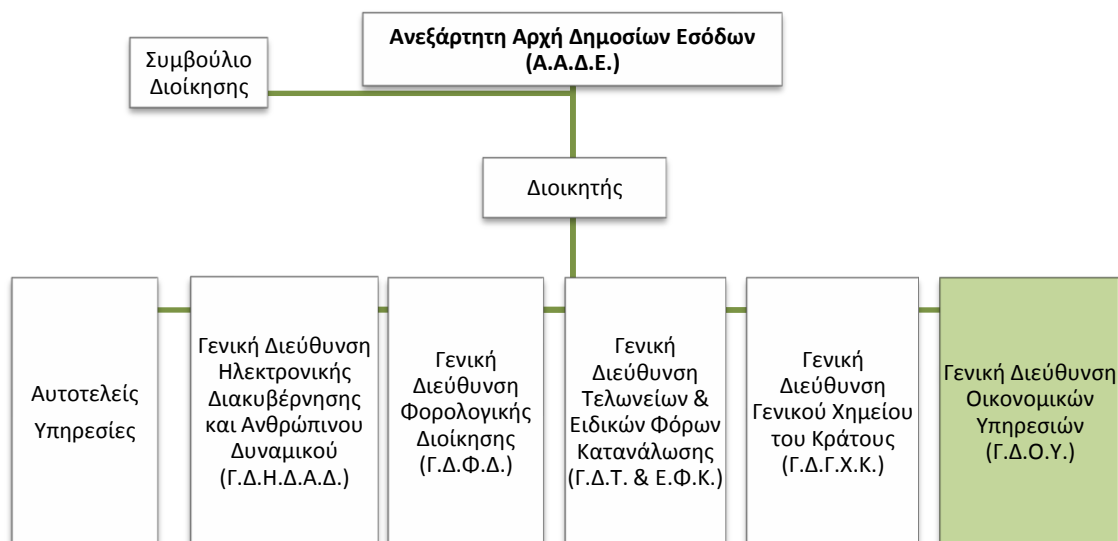 Ανεξάρτητη Αρχή Δημοσίων Εσόδων
(Α.Α.Δ.Ε.)
Συμβούλιο
Διοίκησης
Διοικητής
Αυτοτελείς
Υπηρεσίες
Γενική Διεύθυνση
Ηλεκτρονικής
Διακυβέρνησης
και Ανθρώπινου
Δυναμικού
(Γ.Δ.Η.Δ.Α.Δ.)
Γενική
Διεύθυνση
Φορολογικής
Διοίκησης
(Γ.Δ.Φ.Δ.)
Γενική
Διεύθυνση
Τελωνείων &
Ειδικών Φόρων
Κατανάλωσης
(Γ.Δ.Τ. & Ε.Φ.Κ.)
Γενική
Διεύθυνση
Γενικού Χημείου
του Κράτους
(Γ.Δ.Γ.Χ.Κ.)
Γενική Διεύθυνση
Οικονομικών
Υπηρεσιών
(Γ.Δ.Ο.Υ.)